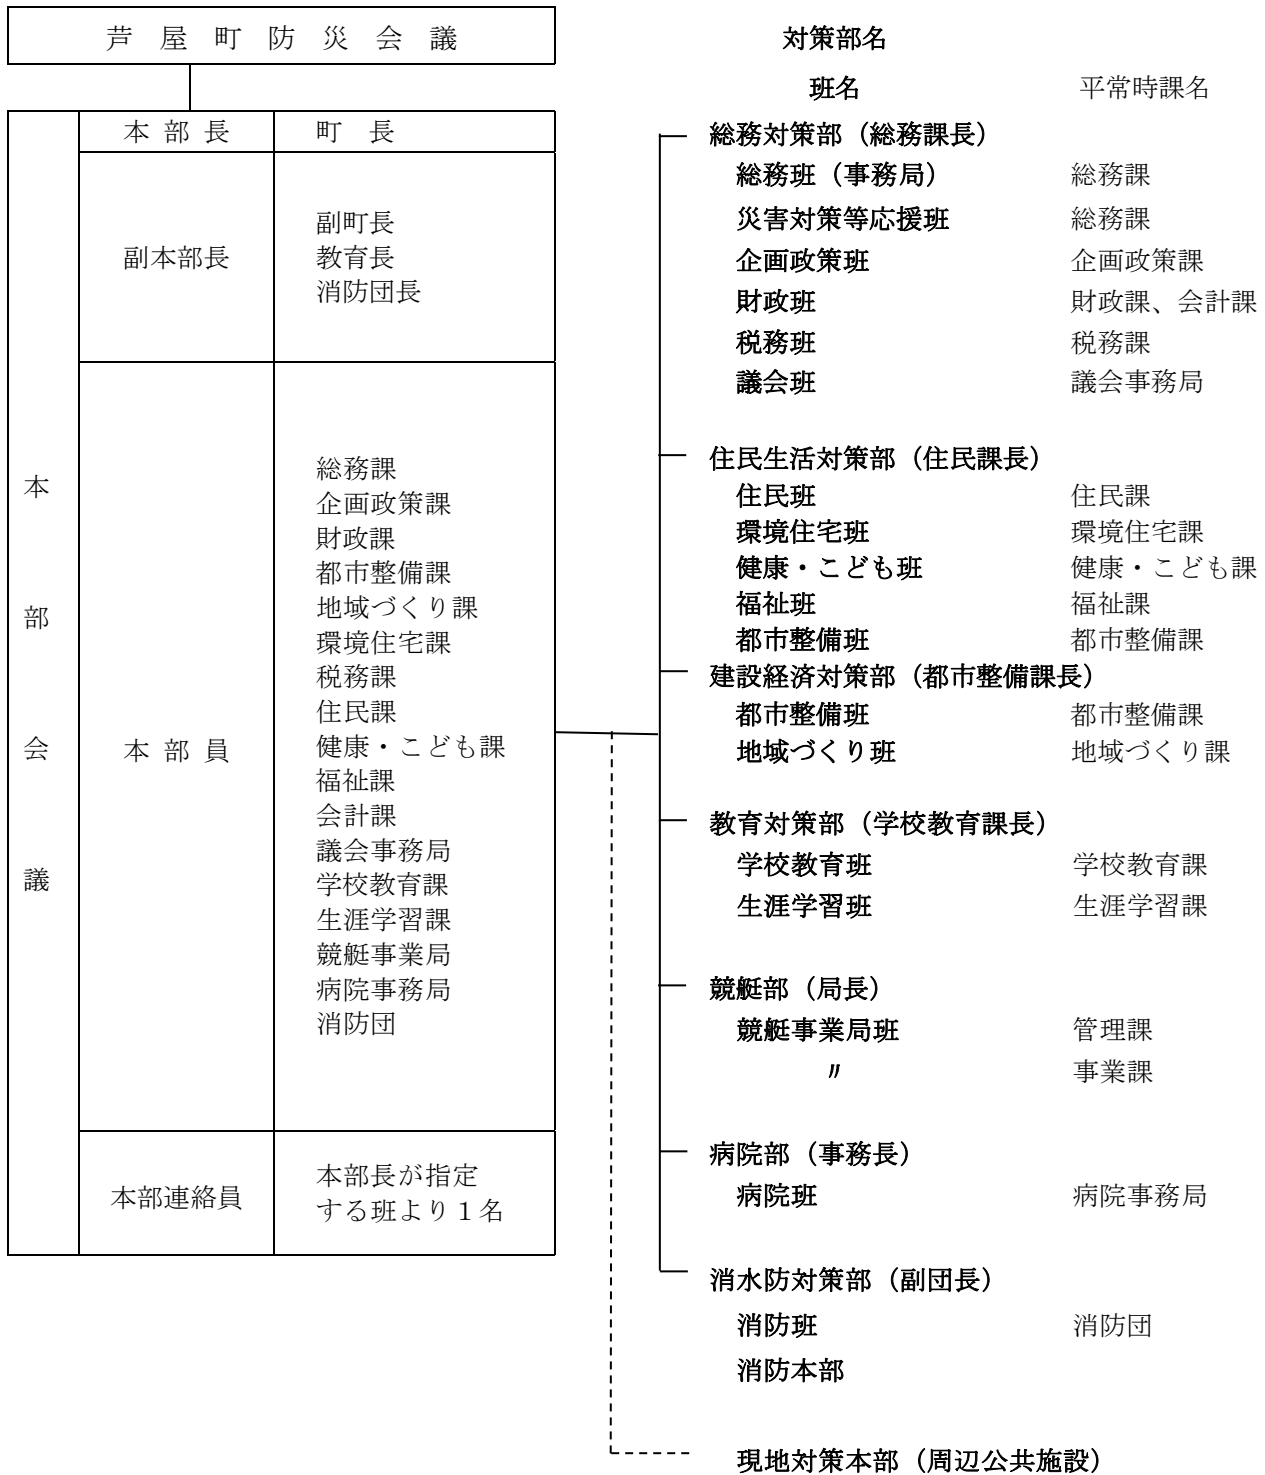 芦屋町防災会議
本部会議
本部長 町長
副本部長
副町長
教育長
消防団長
本部員
総務課
企画政策課
財政課
都市整備課
地域づくり課
環境住宅課
税務課
住民課
健康・こども課
福祉課
会計課
議会事務局
学校教育課
生涯学習課
競艇事業局
病院事務局
消防団
本部連絡員
本部長が指定
する班より１名
対策部名
班名 平常時課名
総務対策部（総務課長）
総務班（事務局） 総務課
災害対策等応援班 総務課
企画政策班 企画政策課
財政班 財政課、会計課
税務班 税務課
議会班 議会事務局
住民生活対策部（住民課長）
住民班 住民課
環境住宅班 環境住宅課
健康・こども班 健康・こども課
福祉班 福祉課
都市整備班 都市整備課
建設経済対策部（都市整備課長）
都市整備班 都市整備課
地域づくり班 地域づくり課
教育対策部（学校教育課長）
学校教育班 学校教育課
生涯学習班 生涯学習課
競艇部（局長）
競艇事業局班 管理課
〃 事業課
病院部（事務長）
病院班 病院事務局
消水防対策部（副団長）
消防班 消防団
消防本部
現地対策本部（周辺公共施設）